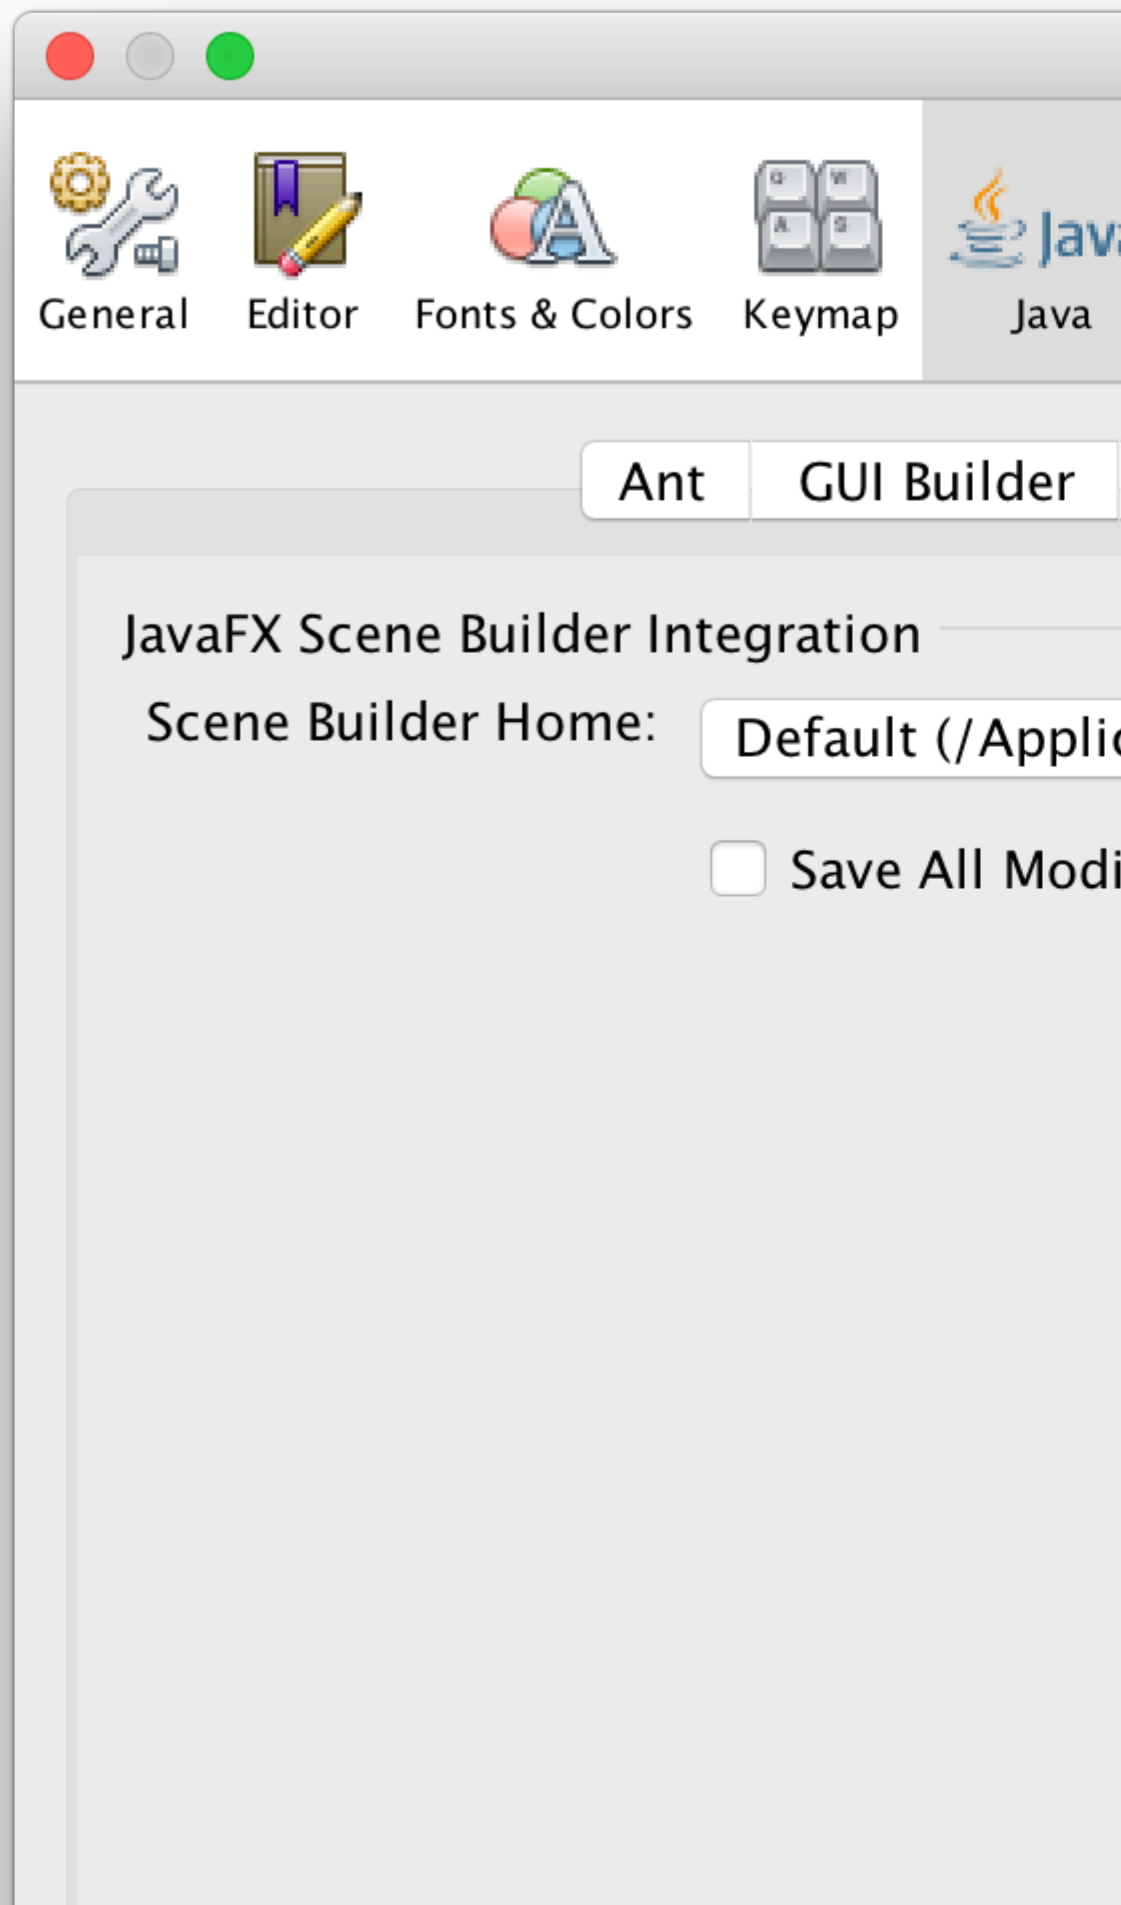 General Editor Fonts & Colors Keymap Java
Ant GUI Builder
JavaFX Scene Builder Integration
Scene Builder Home: Default (/Applic
Save All Modi